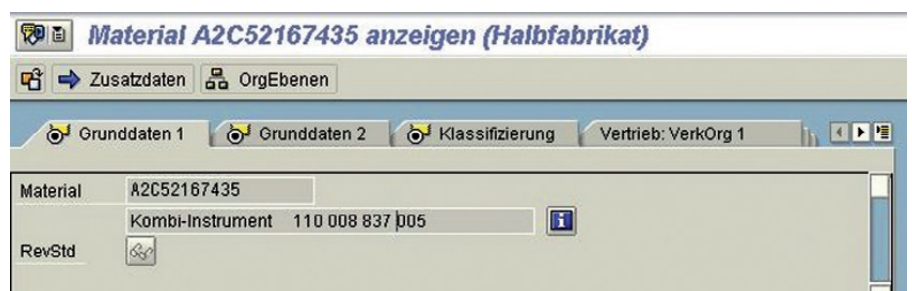 Material A2C52167435 anzeigen (Halbfabrikat)
Zusatzdaten OrgEbenen
Grunddaten 1 Grunddaten 2 Klassifizierung Vertrieb: VerkOrg 1
Material A2C52167435
Kombi-Instrument 110 008 837 005
RevStd